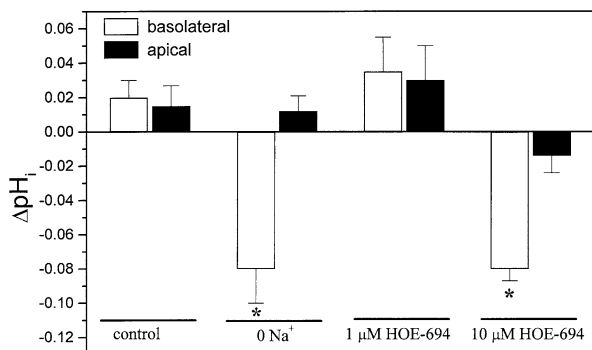 basolateral
apical
0.06
0.04
0.02
0.00
-0.02
-0.04
-0.06
-0.08
-0.10
-0.12
ΔpHi
*
*
control
0 Na⁺
1 μM HOE-694
10 μM HOE-694